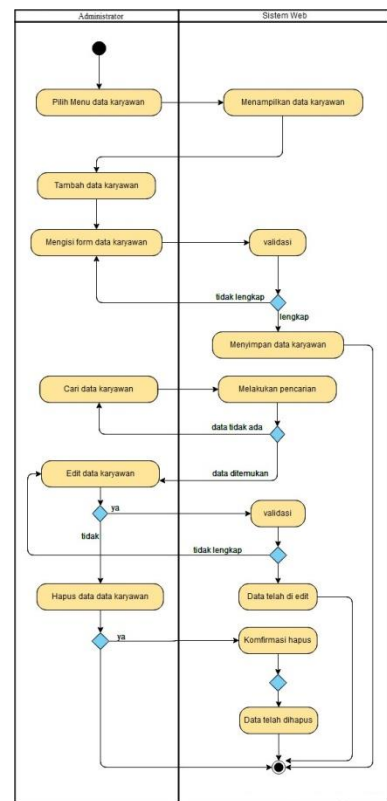 Administrator
Sistem Web
Pilih Menu data karyawan
Menampilkan data karyawan
Tambah data karyawan
Mengisi form data karyawan
validasi
tidak lengkap
lengkap
Menyimpan data karyawan
Cari data karyawan
Melakukan pencarian
data tidak ada
data ditemukan
Edit data karyawan
ya
validasi
tidak
tidak lengkap
Hapus data data karyawan
Data telah di edit
ya
Komfirmasi hapus
Data telah dihapus